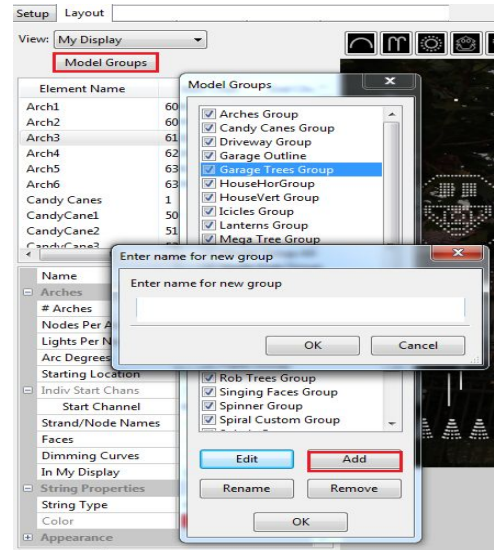 Setup Layout
View: My Display
Model Groups
Element Name
Arch1 60
Arch2 60
Arch3 61
Arch4 62
Arch5 63
Arch6 63
Candy Canes 1
CandyCane1 50
CandyCane2 51
CandyCane3
Name
Arches
# Arches
Nodes Per A
Lights Per N
Arc Degrees
Starting Location
Indiv Start Chans
Start Channel
Strand/Node Names
Faces
Dimming Curves
In My Display
String Properties
String Type
Color
Appearance
Model Groups
Arches Group
Candy Canes Group
Driveway Group
Garage Outline
Garage Trees Group
HouseHorGroup
HouseVert Group
Icicles Group
Lanterns Group
Mega Tree Group
Enter name for new group
Enter name for new group
OK Cancel
Rob Trees Group
Singing Faces Group
Spinner Group
Spiral Custom Group
Edit Add
Rename Remove
OK